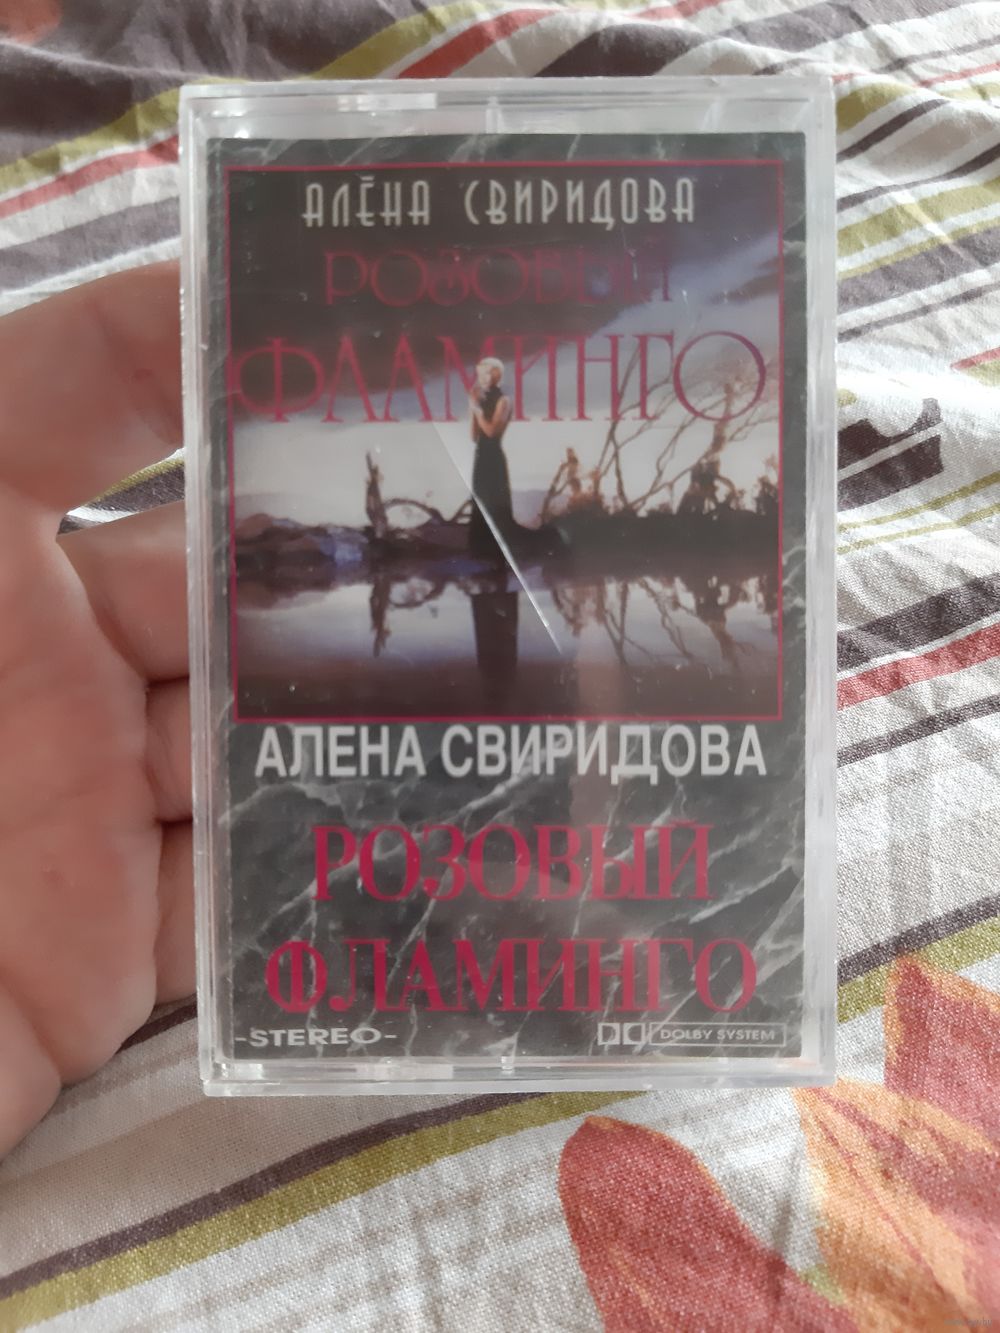 АЛЁНА СВИРИДОВА
РОЗОВЫЙ
ФЛАМИНГО
АЛЕНА СВИРИДОВА
РОЗОВЫЙ
ФЛАМИНГО
-STEREO-
DOLBY SYSTEM